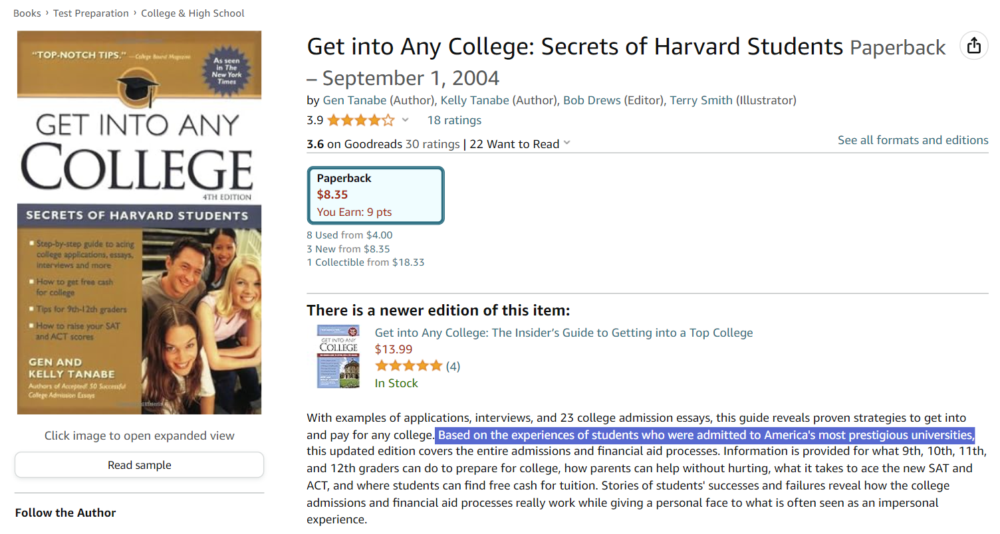 Books › Test Preparation › College & High School
"TOP-NOTCH TIPS." — College Board Magazine
As seen
in The
New York
Times
GET INTO ANY
COLLEGE
4TH EDITION
SECRETS OF HARVARD STUDENTS
Step-by-step guide to acing
college applications, essays,
interviews and more
How to get free cash
for college
Tips for 9th-12th graders
How to raise your SAT
and ACT scores
GEN AND
KELLY TANABE
Authors of Accepted! 50 Successful
College Admission Essays
Click image to open expanded view
Read sample
Follow the Author
Get into Any College: Secrets of Harvard Students Paperback
– September 1, 2004
by Gen Tanabe (Author), Kelly Tanabe (Author), Bob Drews (Editor), Terry Smith (Illustrator)
3.9 18 ratings
3.6 on Goodreads 30 ratings | 22 Want to Read
See all formats and editions
Paperback
$8.35
You Earn: 9 pts
8 Used from $4.00
3 New from $8.35
1 Collectible from $18.33
There is a newer edition of this item:
GET INTO ANY
COLLEGE
Get into Any College: The Insider's Guide to Getting into a Top College
$13.99
(4)
In Stock
With examples of applications, interviews, and 23 college admission essays, this guide reveals proven strategies to get into
and pay for any college. Based on the experiences of students who were admitted to America's most prestigious universities,
this updated edition covers the entire admissions and financial aid processes. Information is provided for what 9th, 10th, 11th,
and 12th graders can do to prepare for college, how parents can help without hurting, what it takes to ace the new SAT and
ACT, and where students can find free cash for tuition. Stories of students' successes and failures reveal how the college
admissions and financial aid processes really work while giving a personal face to what is often seen as an impersonal
experience.